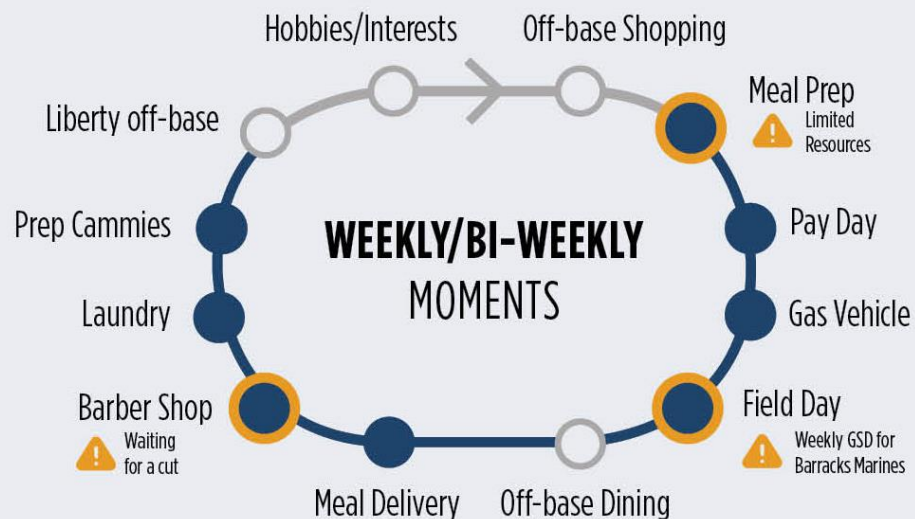 Hobbies/Interests
Off-base Shopping
Meal Prep
Limited
Resources
Pay Day
Gas Vehicle
Field Day
Weekly GSD for
Barracks Marines
Off-base Dining
Meal Delivery
Barber Shop
Waiting
for a cut
Laundry
Prep Cammies
Liberty off-base
WEEKLY/BI-WEEKLY
MOMENTS